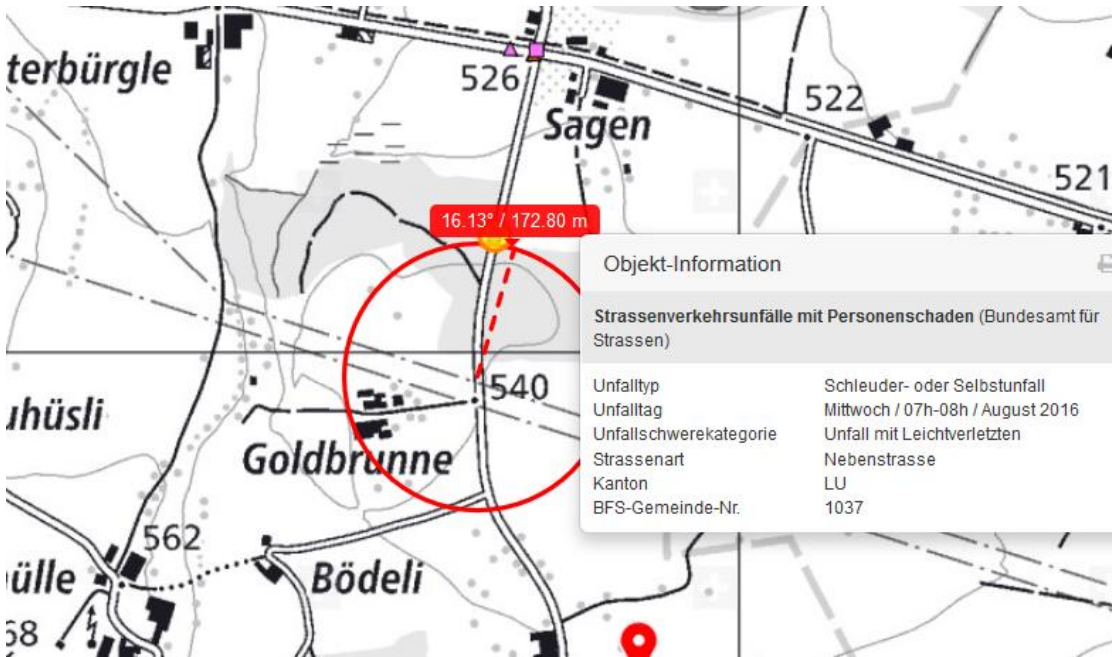 terbürgle
526
Sagen
522
521
16.13° / 172.80 m
Objekt-Information
Strassenverkehrsunfälle mit Personenschaden (Bundesamt für
Strassen)
Unfalltyp Schleuder- oder Selbstunfall
Unfalltag Mittwoch / 07h-08h / August 2016
Unfallschwerekategorie Unfall mit Leichtverletzten
Strassenart Nebenstrasse
Kanton LU
BFS-Gemeinde-Nr. 1037
540
uhüsli
Goldbrunne
562
ülle
Bödeli
68